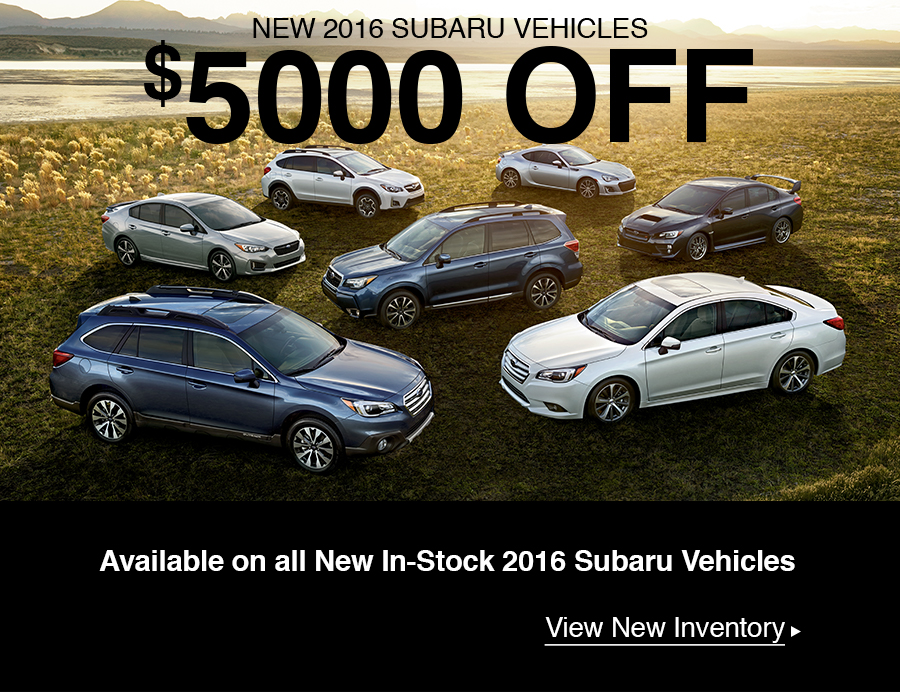 NEW 2016 SUBARU VEHICLES
$5000 OFF
Available on all New In-Stock 2016 Subaru Vehicles
View New Inventory ▸